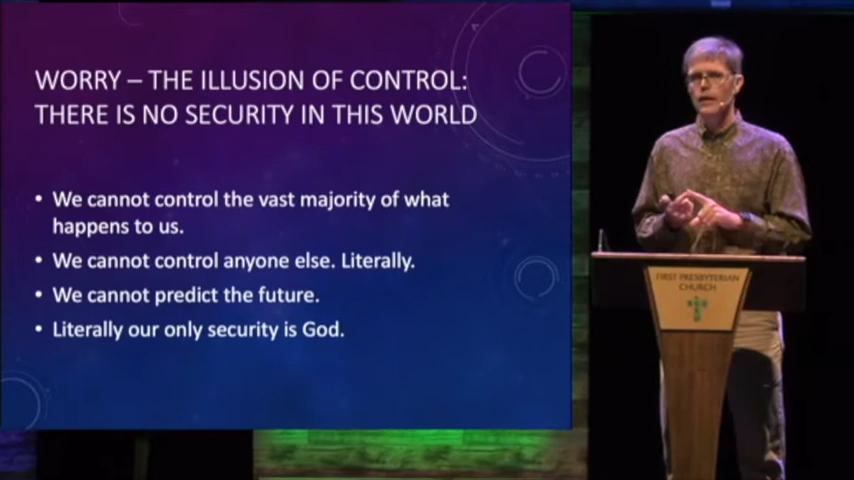 WORRY – THE ILLUSION OF CONTROL:
THERE IS NO SECURITY IN THIS WORLD
• We cannot control the vast majority of what
happens to us.
• We cannot control anyone else. Literally.
• We cannot predict the future.
• Literally our only security is God.
FIRST PRESBYTERIAN
CHURCH